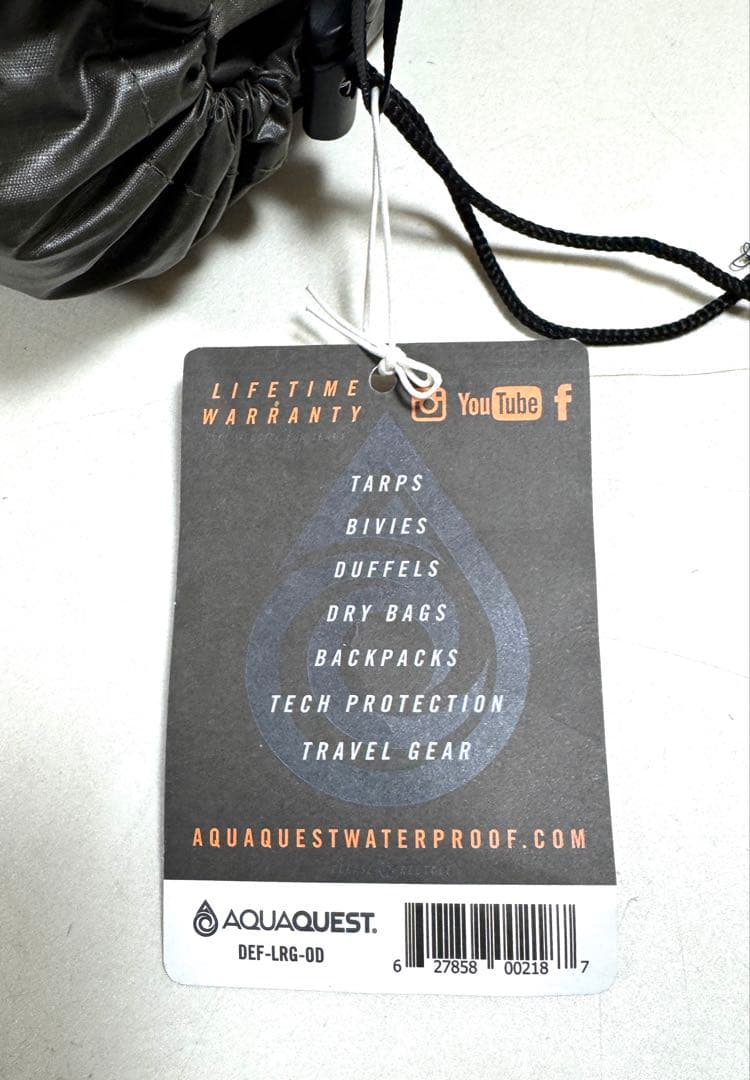 LIFETIME
WARRANTY
YouTube f
TARPS
BIVIES
DUFFELS
DRY BAGS
BACKPACKS
TECH PROTECTION
TRAVEL GEAR
AQUAQUESTWATERPROOF.COM
AQUAQUEST.
DEF-LRG-OD
6 27858 00218 7